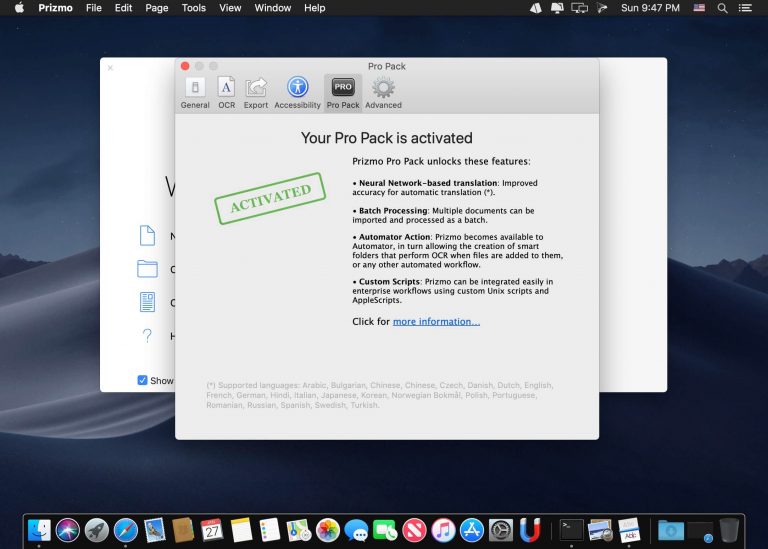 Prizmo File Edit Page Tools View Window Help Sun 9:47 PM
Pro Pack
General OCR Export Accessibility Pro Pack Advanced
PRO
Your Pro Pack is activated
ACTIVATED
Prizmo Pro Pack unlocks these features:
• Neural Network-based translation: Improved
accuracy for automatic translation (*).
• Batch Processing: Multiple documents can be
imported and processed as a batch.
• Automator Action: Prizmo becomes available to
Automator, in turn allowing the creation of smart
folders that perform OCR when files are added to them,
or any other automated workflow.
• Custom Scripts: Prizmo can be integrated easily in
enterprise workflows using custom Unix scripts and
AppleScripts.
Click for more information...
Show
(*) Supported languages: Arabic, Bulgarian, Chinese, Chinese, Czech, Danish, Dutch, English,
French, German, Hindi, Italian, Japanese, Korean, Norwegian Bokmål, Polish, Portuguese,
Romanian, Russian, Spanish, Swedish, Turkish.
27